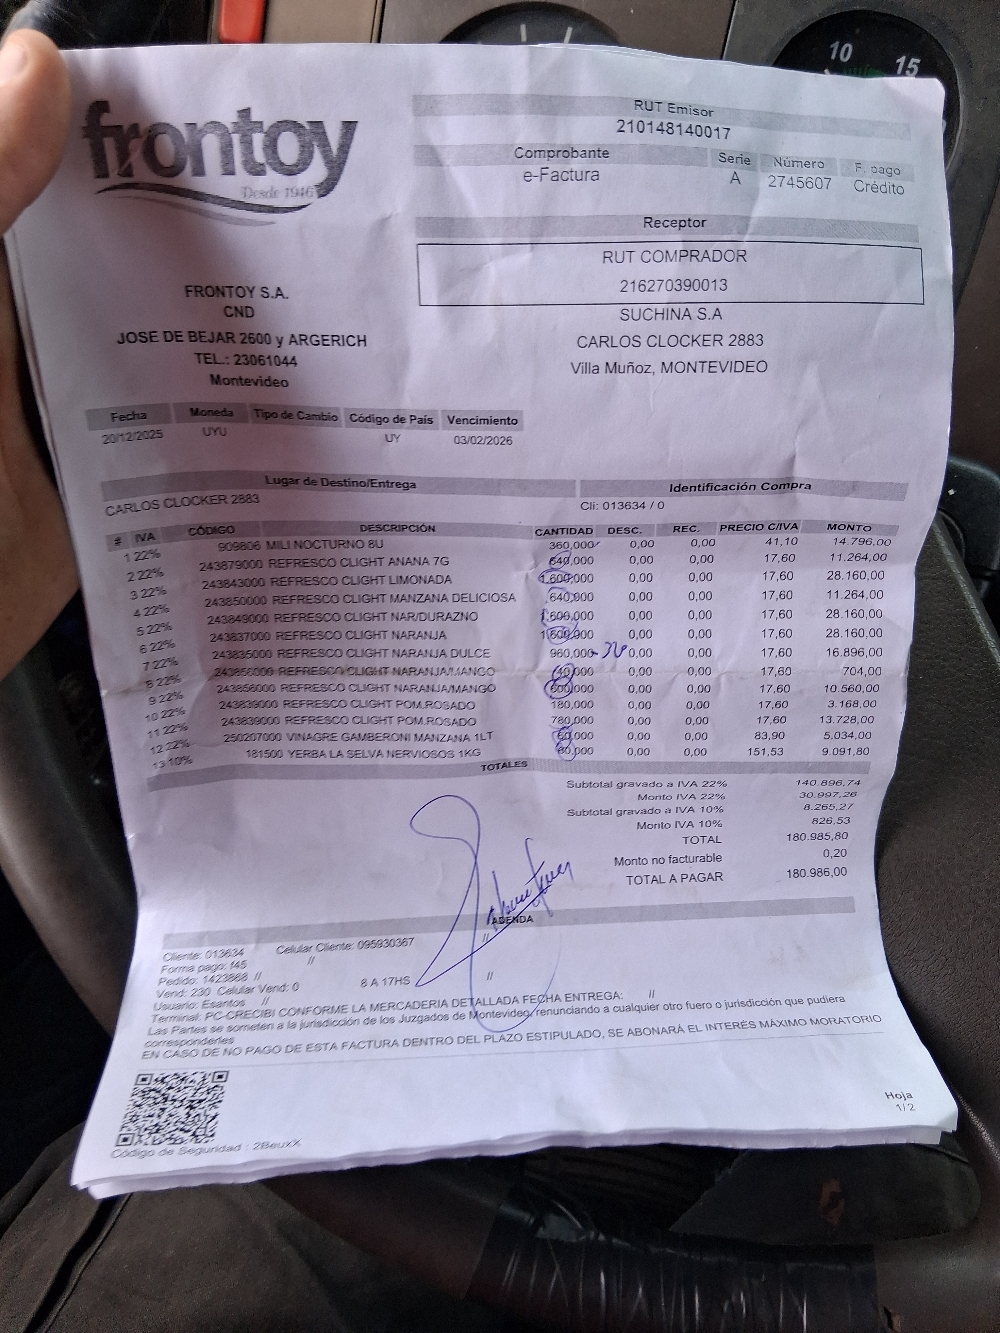 10 15
frontoy
Desde 1946
RUT Emisor
210148140017
Comprobante Serie Número F. pago
e-Factura A 2745607 Crédito
Receptor
RUT COMPRADOR
216270390013
FRONTOY S.A.
CND
JOSE DE BEJAR 2600 y ARGERICH
TEL.: 23061044
Montevideo
SUCHINA S.A
CARLOS CLOCKER 2883
Villa Muñoz, MONTEVIDEO
Fecha Moneda Tipo de Cambio Código de País Vencimiento
20/12/2025 UYU UY 03/02/2026
Lugar de Destino/Entrega Identificación Compra
CARLOS CLOCKER 2883 Cli: 013634 / 0
# IVA CÓDIGO DESCRIPCIÓN CANTIDAD DESC. REC. PRECIO C/IVA MONTO
1 22% 909806 MILI NOCTURNO 8U 360,000 0,00 0,00 41,10 14.796,00
2 22% 243879000 REFRESCO CLIGHT ANANA 7G 640,000 0,00 0,00 17,60 11.264,00
3 22% 243843000 REFRESCO CLIGHT LIMONADA 1.600,000 0,00 0,00 17,60 28.160,00
4 22% 243850000 REFRESCO CLIGHT MANZANA DELICIOSA 640,000 0,00 0,00 17,60 11.264,00
5 22% 243849000 REFRESCO CLIGHT NAR/DURAZNO 1.600,000 0,00 0,00 17,60 28.160,00
6 22% 243837000 REFRESCO CLIGHT NARANJA 1.600,000 0,00 0,00 17,60 28.160,00
7 22% 243835000 REFRESCO CLIGHT NARANJA DULCE 960,000 0,00 0,00 17,60 16.896,00
8 22% 243856000 REFRESCO CLIGHT NARANJA/MANGO 40,000 0,00 0,00 17,60 704,00
9 22% 243856000 REFRESCO CLIGHT NARANJA/MANGO 600,000 0,00 0,00 17,60 10.560,00
10 22% 243839000 REFRESCO CLIGHT POM.ROSADO 180,000 0,00 0,00 17,60 3.168,00
11 22% 243839000 REFRESCO CLIGHT POM.ROSADO 780,000 0,00 0,00 17,60 13.728,00
12 22% 250207000 VINAGRE GAMBERONI MANZANA 1LT 60,000 0,00 0,00 83,90 5.034,00
13 10% 181500 YERBA LA SELVA NERVIOSOS 1KG 60,000 0,00 0,00 151,53 9.091,80
TOTALES
Subtotal gravado a IVA 22% 140.896,74
Monto IVA 22% 30.997,26
Subtotal gravado a IVA 10% 8.265,27
Monto IVA 10% 826,53
TOTAL 180.985,80
Monto no facturable 0,20
TOTAL A PAGAR 180.986,00
ADENDA
Cliente: 013634 Celular Cliente: 095930367 //
Forma pago: f45 //
Pedido: 1423868 // 8 A 17HS //
Vend: 230 Celular Vend: 0
Usuario: Esantos //
Terminal: PC-CRECIBI CONFORME LA MERCADERIA DETALLADA FECHA ENTREGA: //
Las Partes se someten a la jurisdicción de los Juzgados de Montevideo, renunciando a cualquier otro fuero o jurisdicción que pudiera
corresponderles
EN CASO DE NO PAGO DE ESTA FACTURA DENTRO DEL PLAZO ESTIPULADO, SE ABONARÁ EL INTERÉS MÁXIMO MORATORIO
Hoja
1/2
Código de Seguridad : 2BeuxX